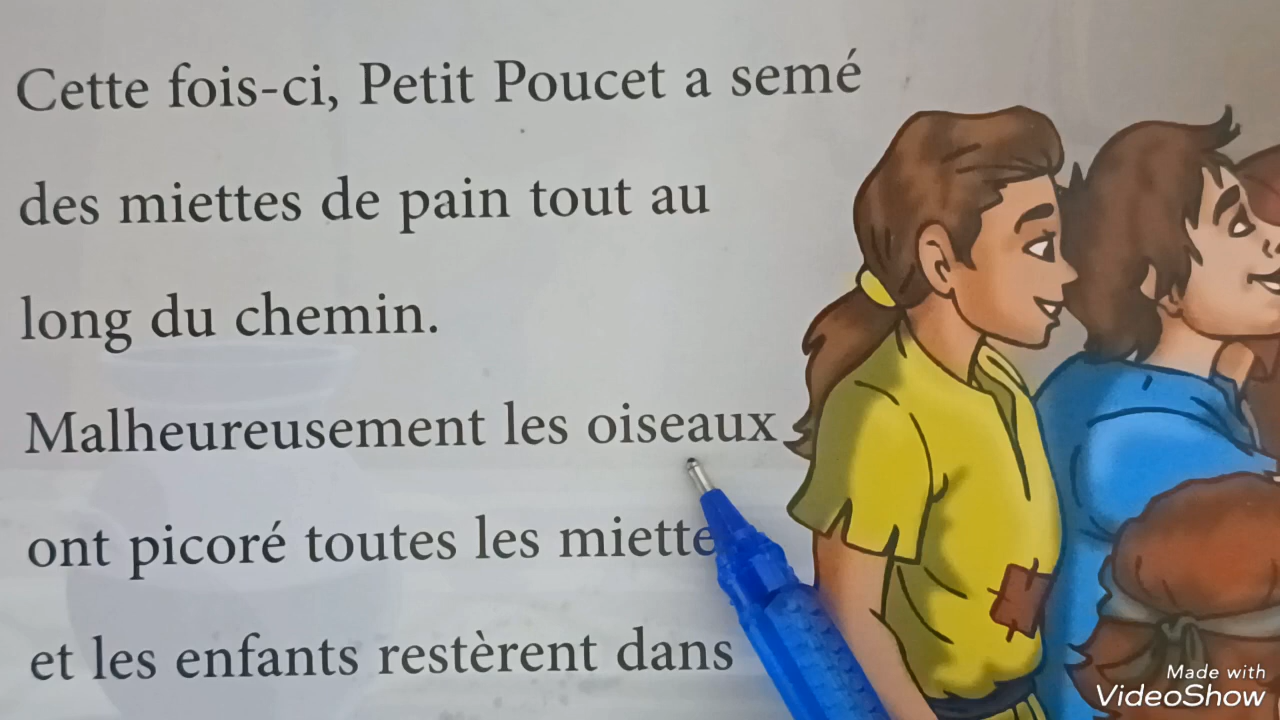 Cette fois-ci, Petit Poucet a semé
des miettes de pain tout au
long du chemin.
Malheureusement les oiseaux
ont picoré toutes les
et les enfants restèrent dans
Made with
VideoShow